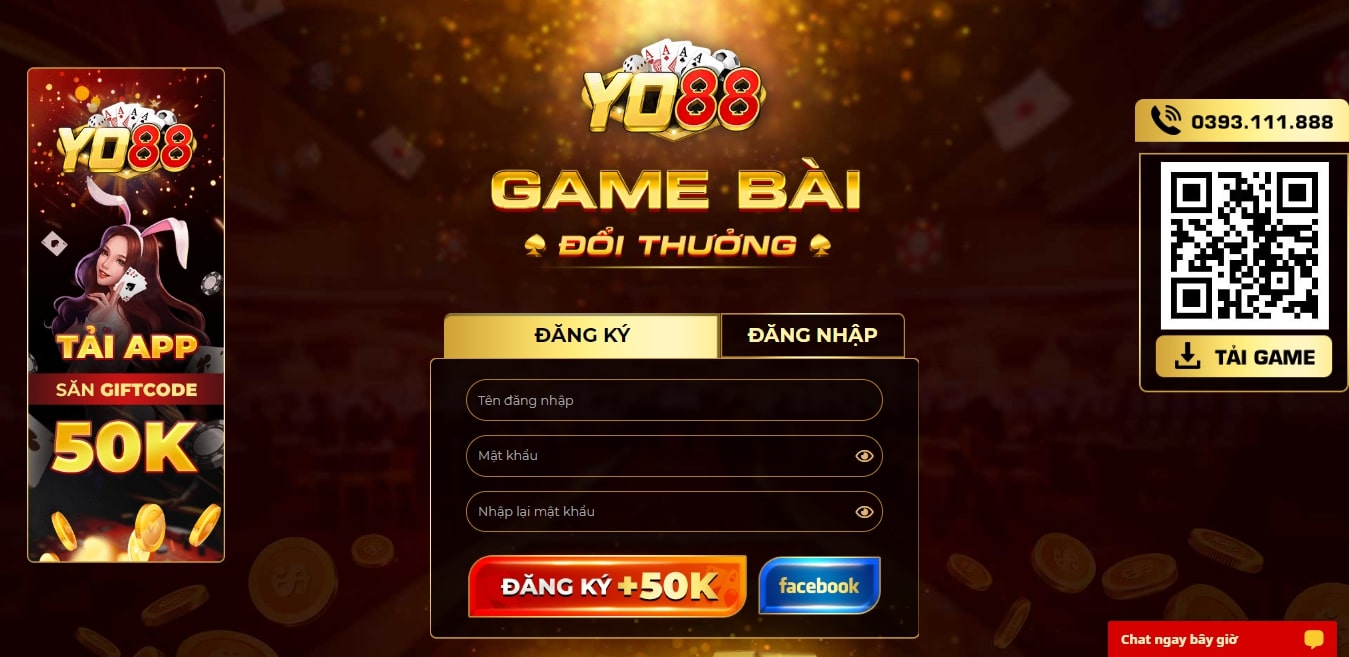 YO88
TẢI APP
SĂN GIFTCODE
50K
YO88
GAME BÀI
ĐỔI THƯỞNG
ĐĂNG KÝ
ĐĂNG NHẬP
Tên đăng nhập
Mật khẩu
Nhập lại mật khẩu
ĐĂNG KÝ +50K
facebook
0393.111.888
TẢI GAME
Chat ngay bây giờ